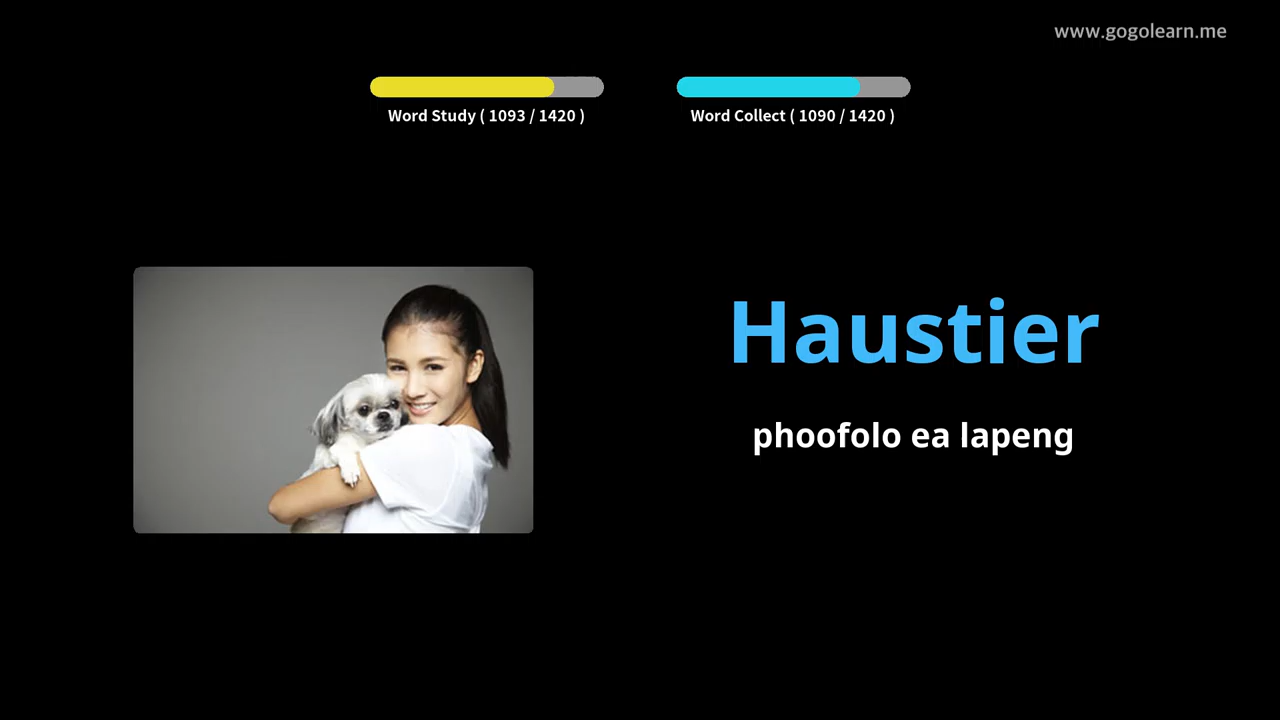 www.gogolearn.me
Word Study ( 1093 / 1420 )
Word Collect ( 1090 / 1420 )
Haustier
phoofolo ea lapeng